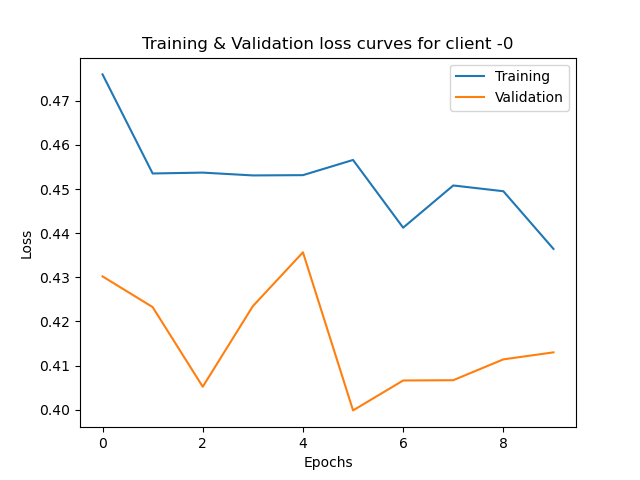 Training & Validation loss curves for client -0
Training
Validation
0.47
0.46
0.45
0.44
0.43
0.42
0.41
0.40
Loss
0 2 4 6 8
Epochs